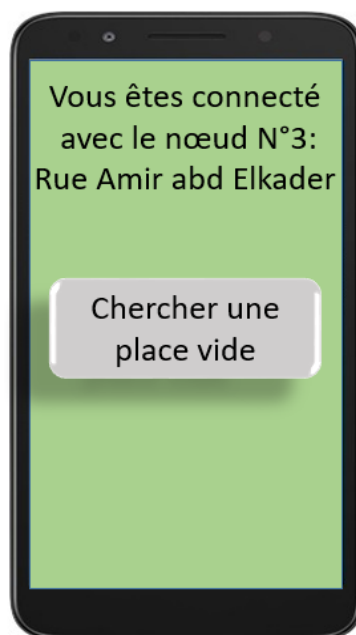 Vous êtes connecté
avec le nœud N°3:
Rue Amir abd Elkader
Chercher une
place vide